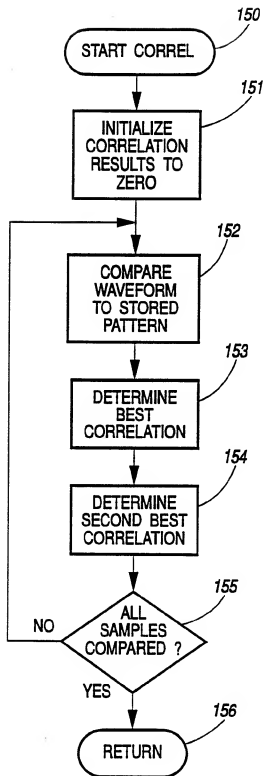 150
START CORREL
151
INITIALIZE
CORRELATION
RESULTS TO
ZERO
152
COMPARE
WAVEFORM
TO STORED
PATTERN
153
DETERMINE
BEST
CORRELATION
154
DETERMINE
SECOND BEST
CORRELATION
155
ALL
SAMPLES
COMPARED ?
NO
YES
156
RETURN